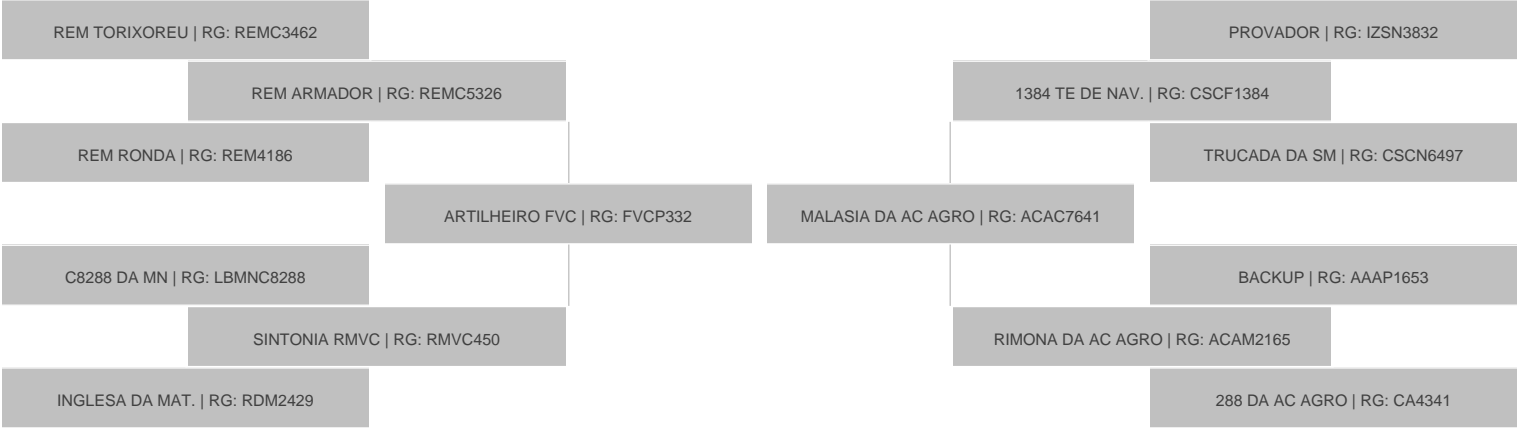 REM TORIXOREU | RG: REMC3462
PROVADOR | RG: IZSN3832
REM ARMADOR | RG: REMC5326
1384 TE DE NAV. | RG: CSCF1384
REM RONDA | RG: REM4186
TRUCADA DA SM | RG: CSCN6497
ARTILHEIRO FVC | RG: FVCP332
MALASIA DA AC AGRO | RG: ACAC7641
C8288 DA MN | RG: LBMNC8288
BACKUP | RG: AAAP1653
SINTONIA RMVC | RG: RMVC450
RIMONA DA AC AGRO | RG: ACAM2165
INGLESA DA MAT. | RG: RDM2429
288 DA AC AGRO | RG: CA4341